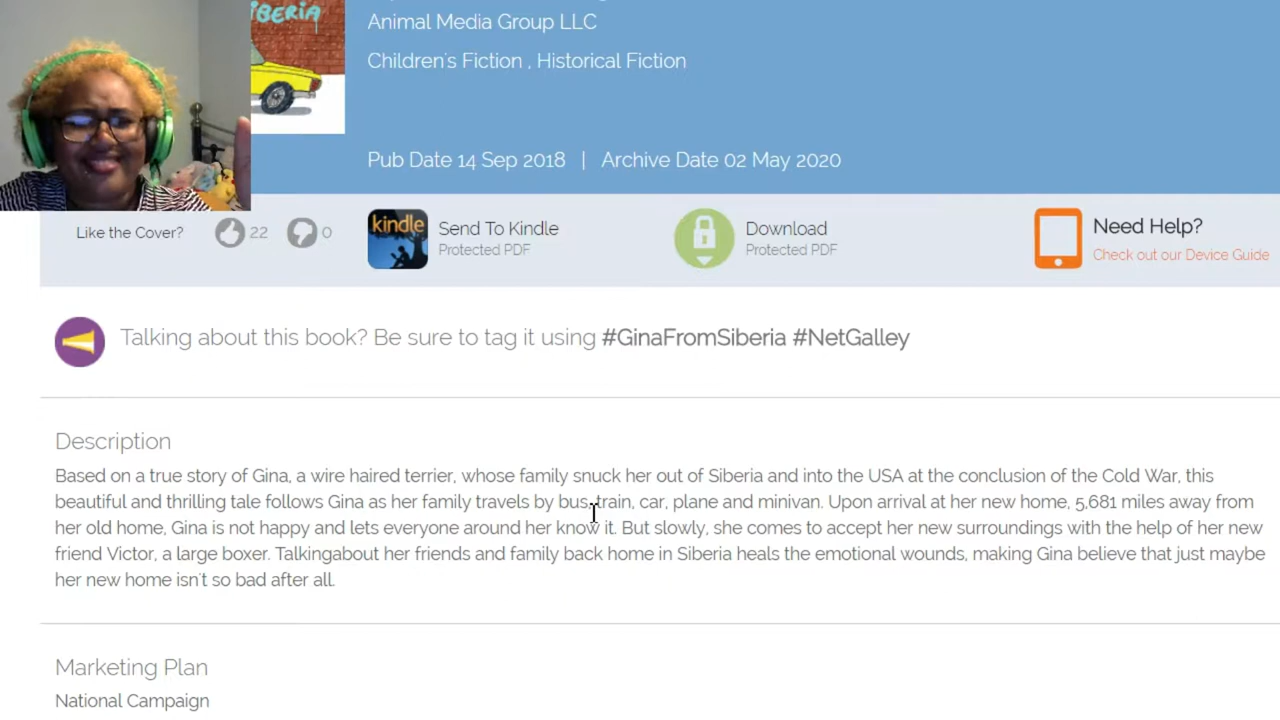 SIBERIA
Animal Media Group LLC
Children's Fiction , Historical Fiction
Pub Date 14 Sep 2018 | Archive Date 02 May 2020
Like the Cover? 22 0
kindle
Send To Kindle
Protected PDF
Download
Protected PDF
Need Help?
Check out our Device Guide
Talking about this book? Be sure to tag it using #GinaFromSiberia #NetGalley
Description
Based on a true story of Gina, a wire haired terrier, whose family snuck her out of Siberia and into the USA at the conclusion of the Cold War, this
beautiful and thrilling tale follows Gina as her family travels by bus, train, car, plane and minivan. Upon arrival at her new home, 5,681 miles away from
her old home, Gina is not happy and lets everyone around her know it. But slowly, she comes to accept her new surroundings with the help of her new
friend Victor, a large boxer. Talkingabout her friends and family back home in Siberia heals the emotional wounds, making Gina believe that just maybe
her new home isn't so bad after all.
Marketing Plan
National Campaign